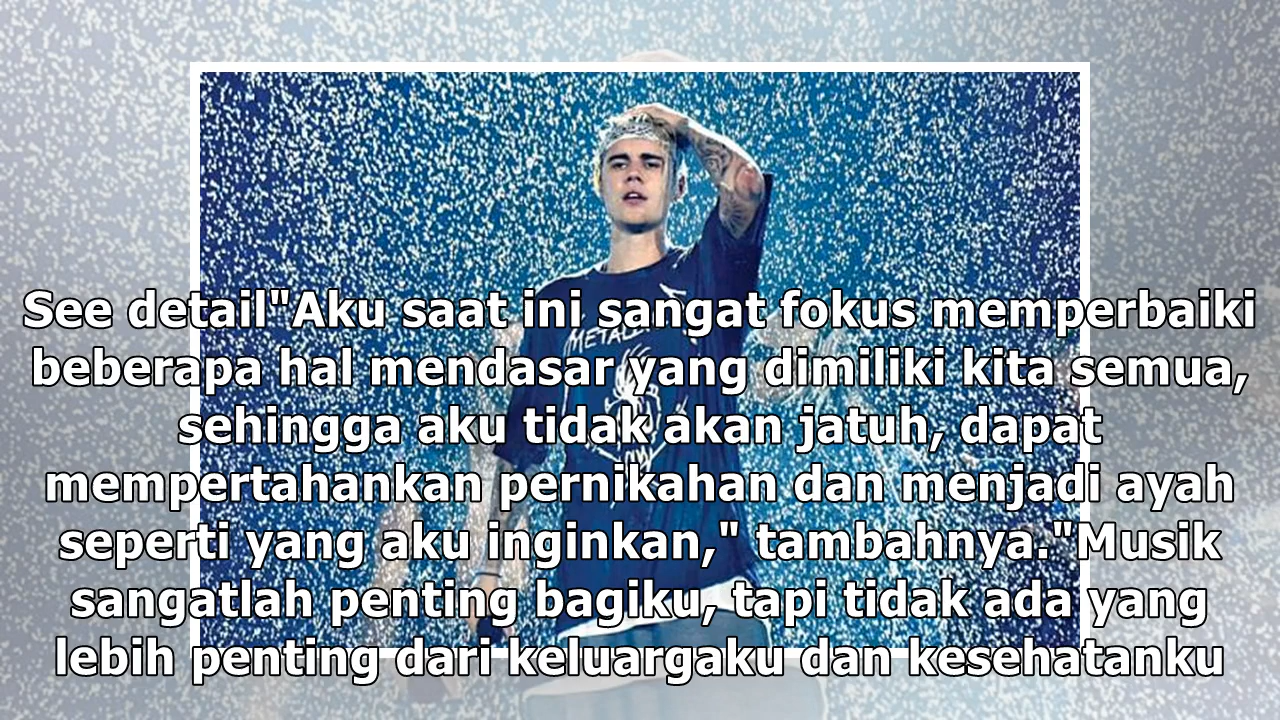 See detail"Aku saat ini sangat fokus memperbaiki
beberapa hal mendasar yang dimiliki kita semua,
sehingga aku tidak akan jatuh, dapat
mempertahankan pernikahan dan menjadi ayah
seperti yang aku inginkan," tambahnya."Musik
sangatlah penting bagiku, tapi tidak ada yang
lebih penting dari keluargaku dan kesehatanku